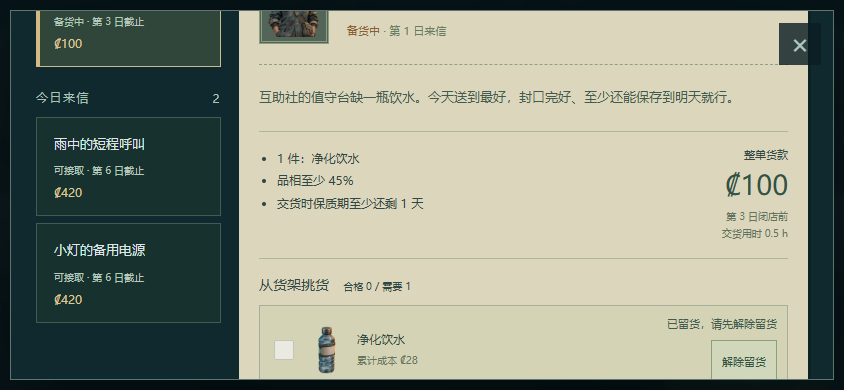 备货中 · 第 3 日截止
₡100
今日来信
2
雨中的短程呼叫
可接取 · 第 6 日截止
₡420
小灯的备用电源
可接取 · 第 6 日截止
₡420
备货中 · 第 1 日来信
×
互助社的值守台缺一瓶饮水。今天送到最好，封口完好、至少还能保存到明天就行。
• 1 件：净化饮水
• 品相至少 45%
• 交货时保质期至少还剩 1 天
整单货款
₡100
第 3 日闭店前
交货用时 0.5 h
从货架挑货 合格 0 / 需要 1
净化饮水
累计成本 ₡28
已留货，请先解除留货
解除留货